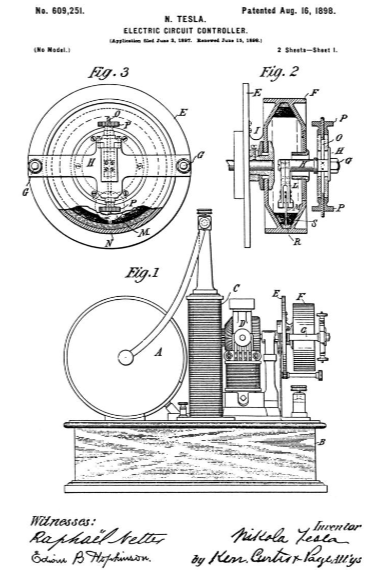 No. 609,251.
Patented Aug. 16, 1898.
N. TESLA.
ELECTRIC CIRCUIT CONTROLLER.
(Application filed June 3, 1897. Renewed June 15, 1898.)
(No Model.)
2 Sheets—Sheet 1.
Fig. 3
Fig. 2
E
O
P
H
G
G
P
M
N
E
F
I
P
O
H
G
L
M
S
P
R
Fig. 1
A
C
D
E
F
G
B
Witnesses:
Raphaël Netter
Edwin B. Hopkinson.
Inventor
Nikola Tesla
by Kerr, Curtis & Page Att'ys